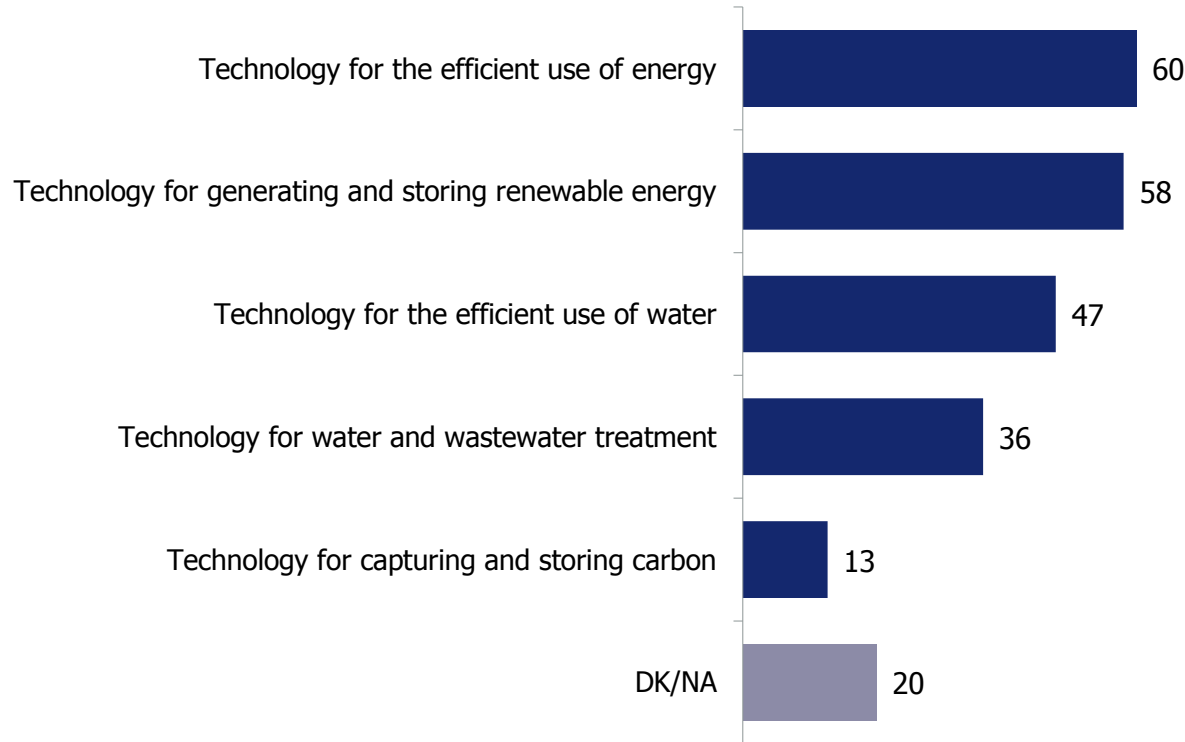 Technology for the efficient use of energy 60
Technology for generating and storing renewable energy 58
Technology for the efficient use of water 47
Technology for water and wastewater treatment 36
Technology for capturing and storing carbon 13
DK/NA 20